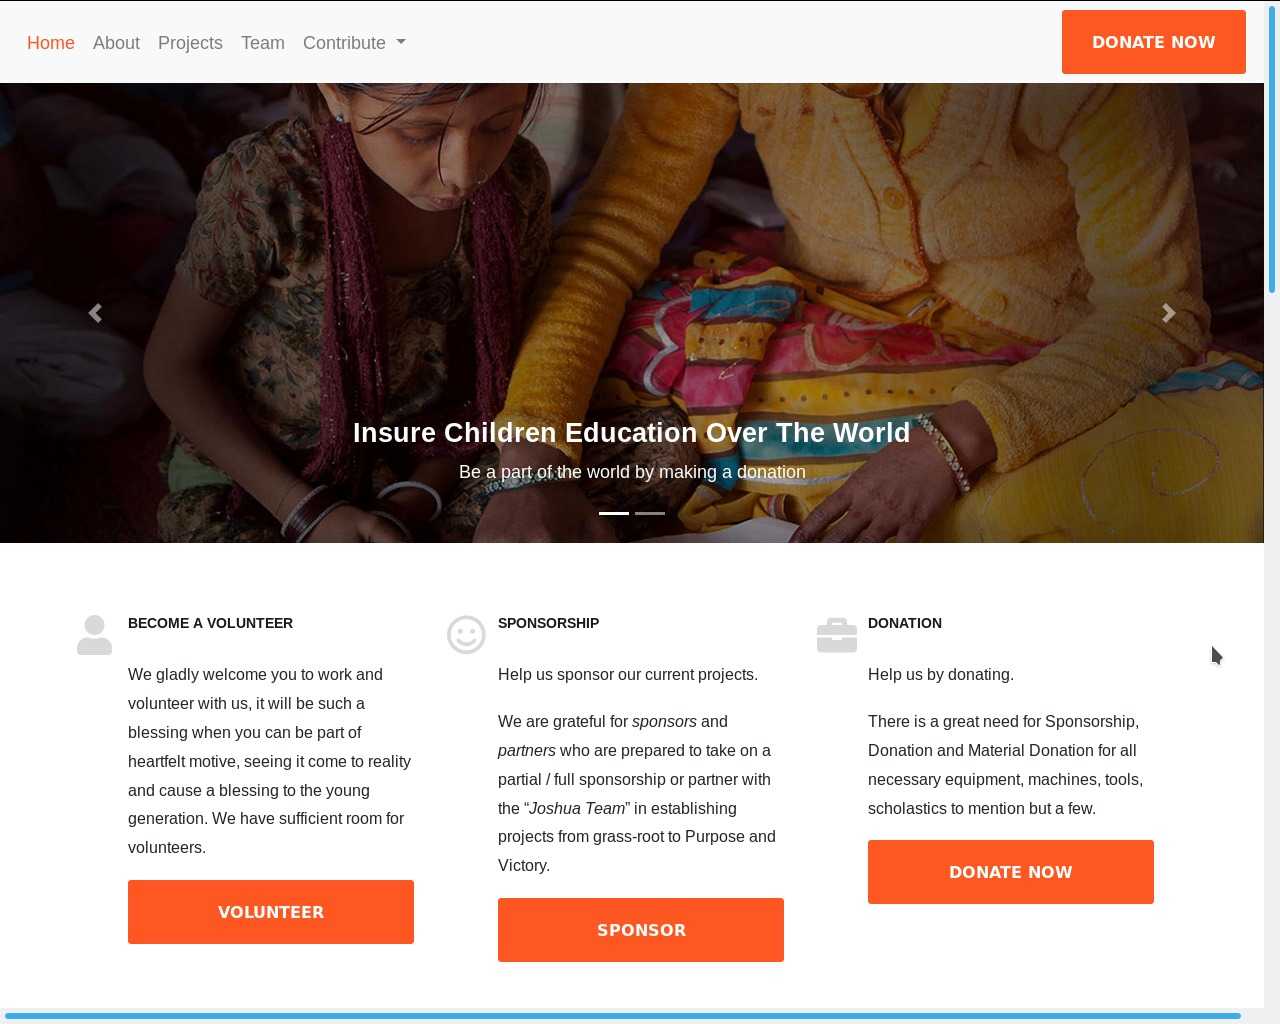 Home About Projects Team Contribute
DONATE NOW
Insure Children Education Over The World
Be a part of the world by making a donation
BECOME A VOLUNTEER
We gladly welcome you to work and
volunteer with us, it will be such a
blessing when you can be part of
heartfelt motive, seeing it come to reality
and cause a blessing to the young
generation. We have sufficient room for
volunteers.
VOLUNTEER
SPONSORSHIP
Help us sponsor our current projects.
We are grateful for sponsors and
partners who are prepared to take on a
partial / full sponsorship or partner with
the “Joshua Team” in establishing
projects from grass-root to Purpose and
Victory.
SPONSOR
DONATION
Help us by donating.
There is a great need for Sponsorship,
Donation and Material Donation for all
necessary equipment, machines, tools,
scholastics to mention but a few.
DONATE NOW